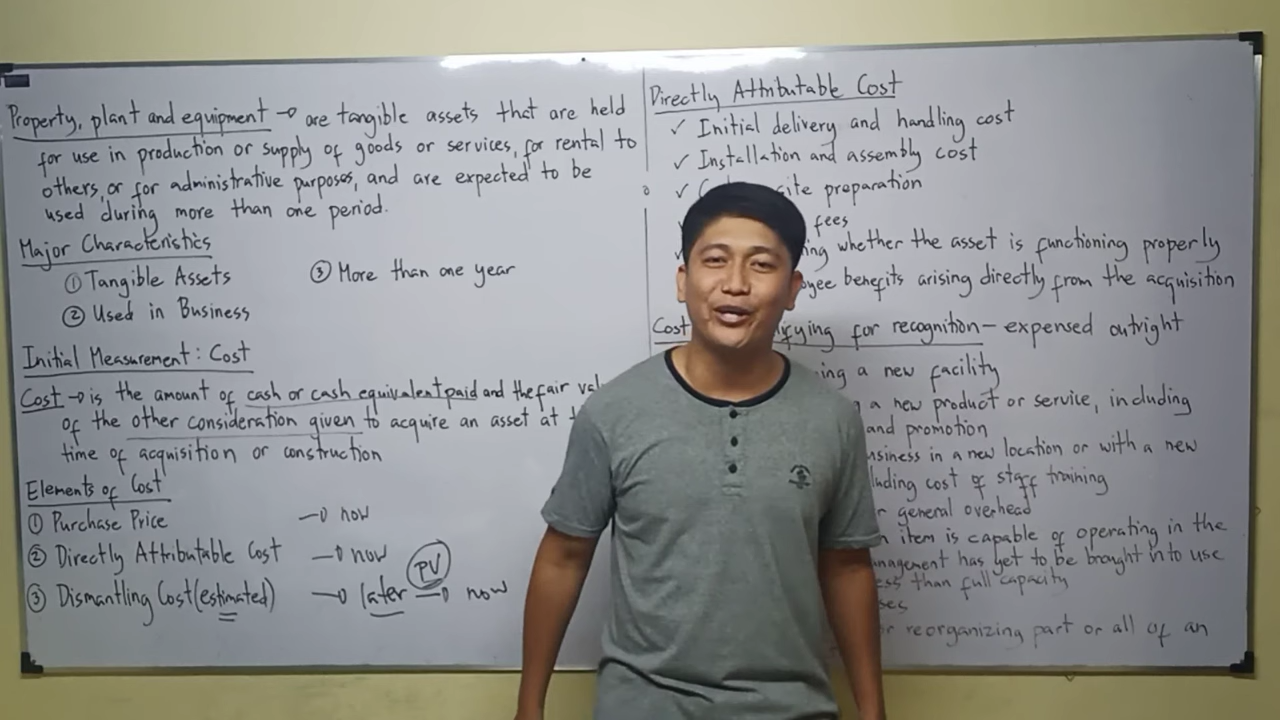 Property, plant and equipment → are tangible assets that are held
for use in production or supply of goods or services, for rental to
others, or for administrative purposes, and are expected to be
used during more than one period.
Major Characteristics
① Tangible Assets
② Used in Business
③ More than one year
Initial Measurement: Cost
Cost → is the amount of cash or cash equivalent paid and the fair
of the other consideration given to acquire an asset at
time of acquisition or construction
Elements of Cost
① Purchase Price → now
② Directly Attributable Cost → now
③ Dismantling Cost (estimated) → later → now
PV
Directly Attributable Cost
✓ Initial delivery and handling cost
✓ Installation and assembly cost
✓ site preparation
fees
whether the asset is functioning properly
benefits arising directly from the acquisition
Cost for recognition — expensed outright
a new facility
a new product or service, including
and promotion
in a new location or with a new
cost of staff training
general overhead
item is capable of operating in the
has yet to be brought into use
than full capacity
reorganizing part or all of an